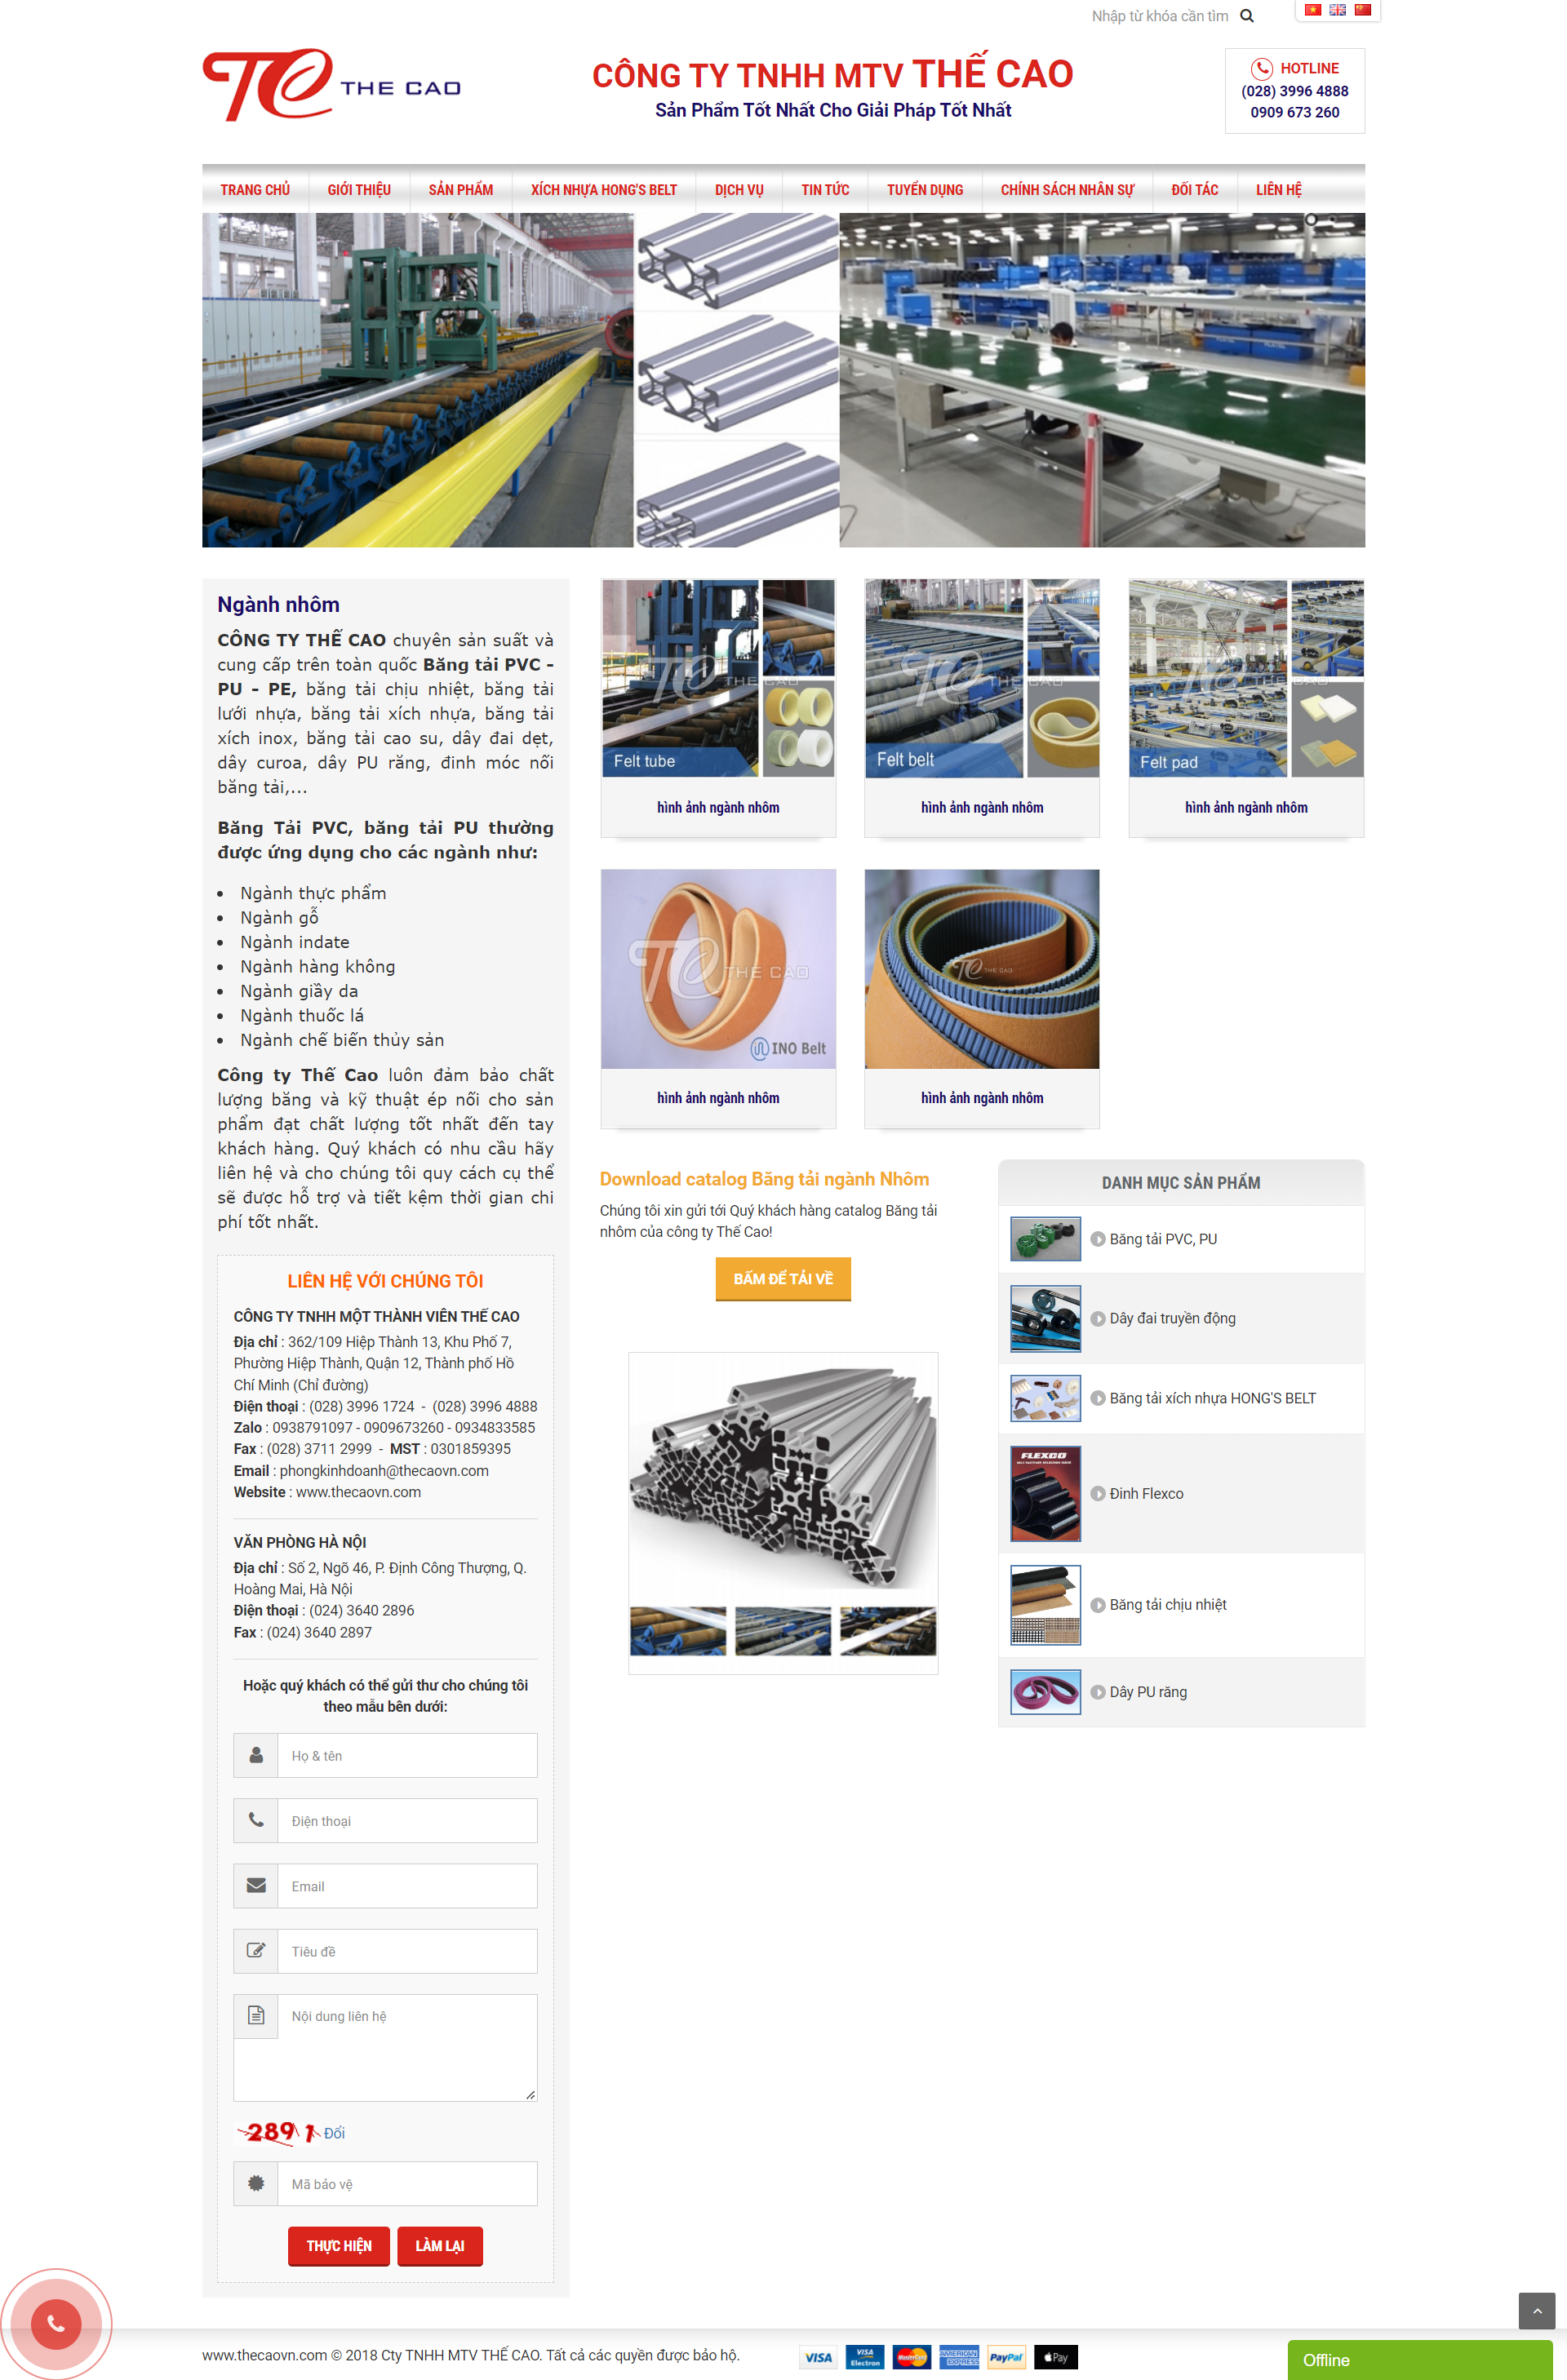 Nhập từ khóa cần tìm
THE CAO
CÔNG TY TNHH MTV THẾ CAO
Sản Phẩm Tốt Nhất Cho Giải Pháp Tốt Nhất
HOTLINE
(028) 3996 4888
0909 673 260
TRANG CHỦ GIỚI THIỆU SẢN PHẨM XÍCH NHỰA HONG'S BELT DỊCH VỤ TIN TỨC TUYỂN DỤNG CHÍNH SÁCH NHÂN SỰ ĐỐI TÁC LIÊN HỆ
Ngành nhôm
CÔNG TY THẾ CAO chuyên sản suất và
cung cấp trên toàn quốc Băng tải PVC -
PU - PE, băng tải chịu nhiệt, băng tải
lưới nhựa, băng tải xích nhựa, băng tải
xích inox, băng tải cao su, dây đai dẹt,
dây curoa, dây PU răng, đinh móc nối
băng tải,...
Băng Tải PVC, băng tải PU thường
được ứng dụng cho các ngành như:
• Ngành thực phẩm
• Ngành gỗ
• Ngành indate
• Ngành hàng không
• Ngành giầy da
• Ngành thuốc lá
• Ngành chế biến thủy sản
Công ty Thế Cao luôn đảm bảo chất
lượng băng và kỹ thuật ép nối cho sản
phẩm đạt chất lượng tốt nhất đến tay
khách hàng. Quý khách có nhu cầu hãy
liên hệ và cho chúng tôi quy cách cụ thể
sẽ được hỗ trợ và tiết kệm thời gian chi
phí tốt nhất.
LIÊN HỆ VỚI CHÚNG TÔI
CÔNG TY TNHH MỘT THÀNH VIÊN THẾ CAO
Địa chỉ : 362/109 Hiệp Thành 13, Khu Phố 7,
Phường Hiệp Thành, Quận 12, Thành phố Hồ
Chí Minh (Chỉ đường)
Điện thoại : (028) 3996 1724 - (028) 3996 4888
Zalo : 0938791097 - 0909673260 - 0934833585
Fax : (028) 3711 2999 - MST : 0301859395
Email : phongkinhdoanh@thecaovn.com
Website : www.thecaovn.com
VĂN PHÒNG HÀ NỘI
Địa chỉ : Số 2, Ngõ 46, P. Định Công Thượng, Q.
Hoàng Mai, Hà Nội
Điện thoại : (024) 3640 2896
Fax : (024) 3640 2897
Hoặc quý khách có thể gửi thư cho chúng tôi
theo mẫu bên dưới:
Họ & tên
Điện thoại
Email
Tiêu đề
Nội dung liên hệ
2891 Đổi
Mã bảo vệ
THỰC HIỆN LÀM LẠI
THE CAO
Felt tube
hình ảnh ngành nhôm
THE CAO
Felt belt
hình ảnh ngành nhôm
THE CAO
Felt pad
hình ảnh ngành nhôm
THE CAO
INO Belt
hình ảnh ngành nhôm
THE CAO
hình ảnh ngành nhôm
Download catalog Băng tải ngành Nhôm
Chúng tôi xin gửi tới Quý khách hàng catalog Băng tải
nhôm của công ty Thế Cao!
BẤM ĐỂ TẢI VỀ
DANH MỤC SẢN PHẨM
Băng tải PVC, PU
Dây đai truyền động
Băng tải xích nhựa HONG'S BELT
FLEXCO
Đinh Flexco
Băng tải chịu nhiệt
Dây PU răng
www.thecaovn.com © 2018 Cty TNHH MTV THẾ CAO. Tất cả các quyền được bảo hộ.
VISA VISA Electron MasterCard AMERICAN EXPRESS PayPal Pay
Offline